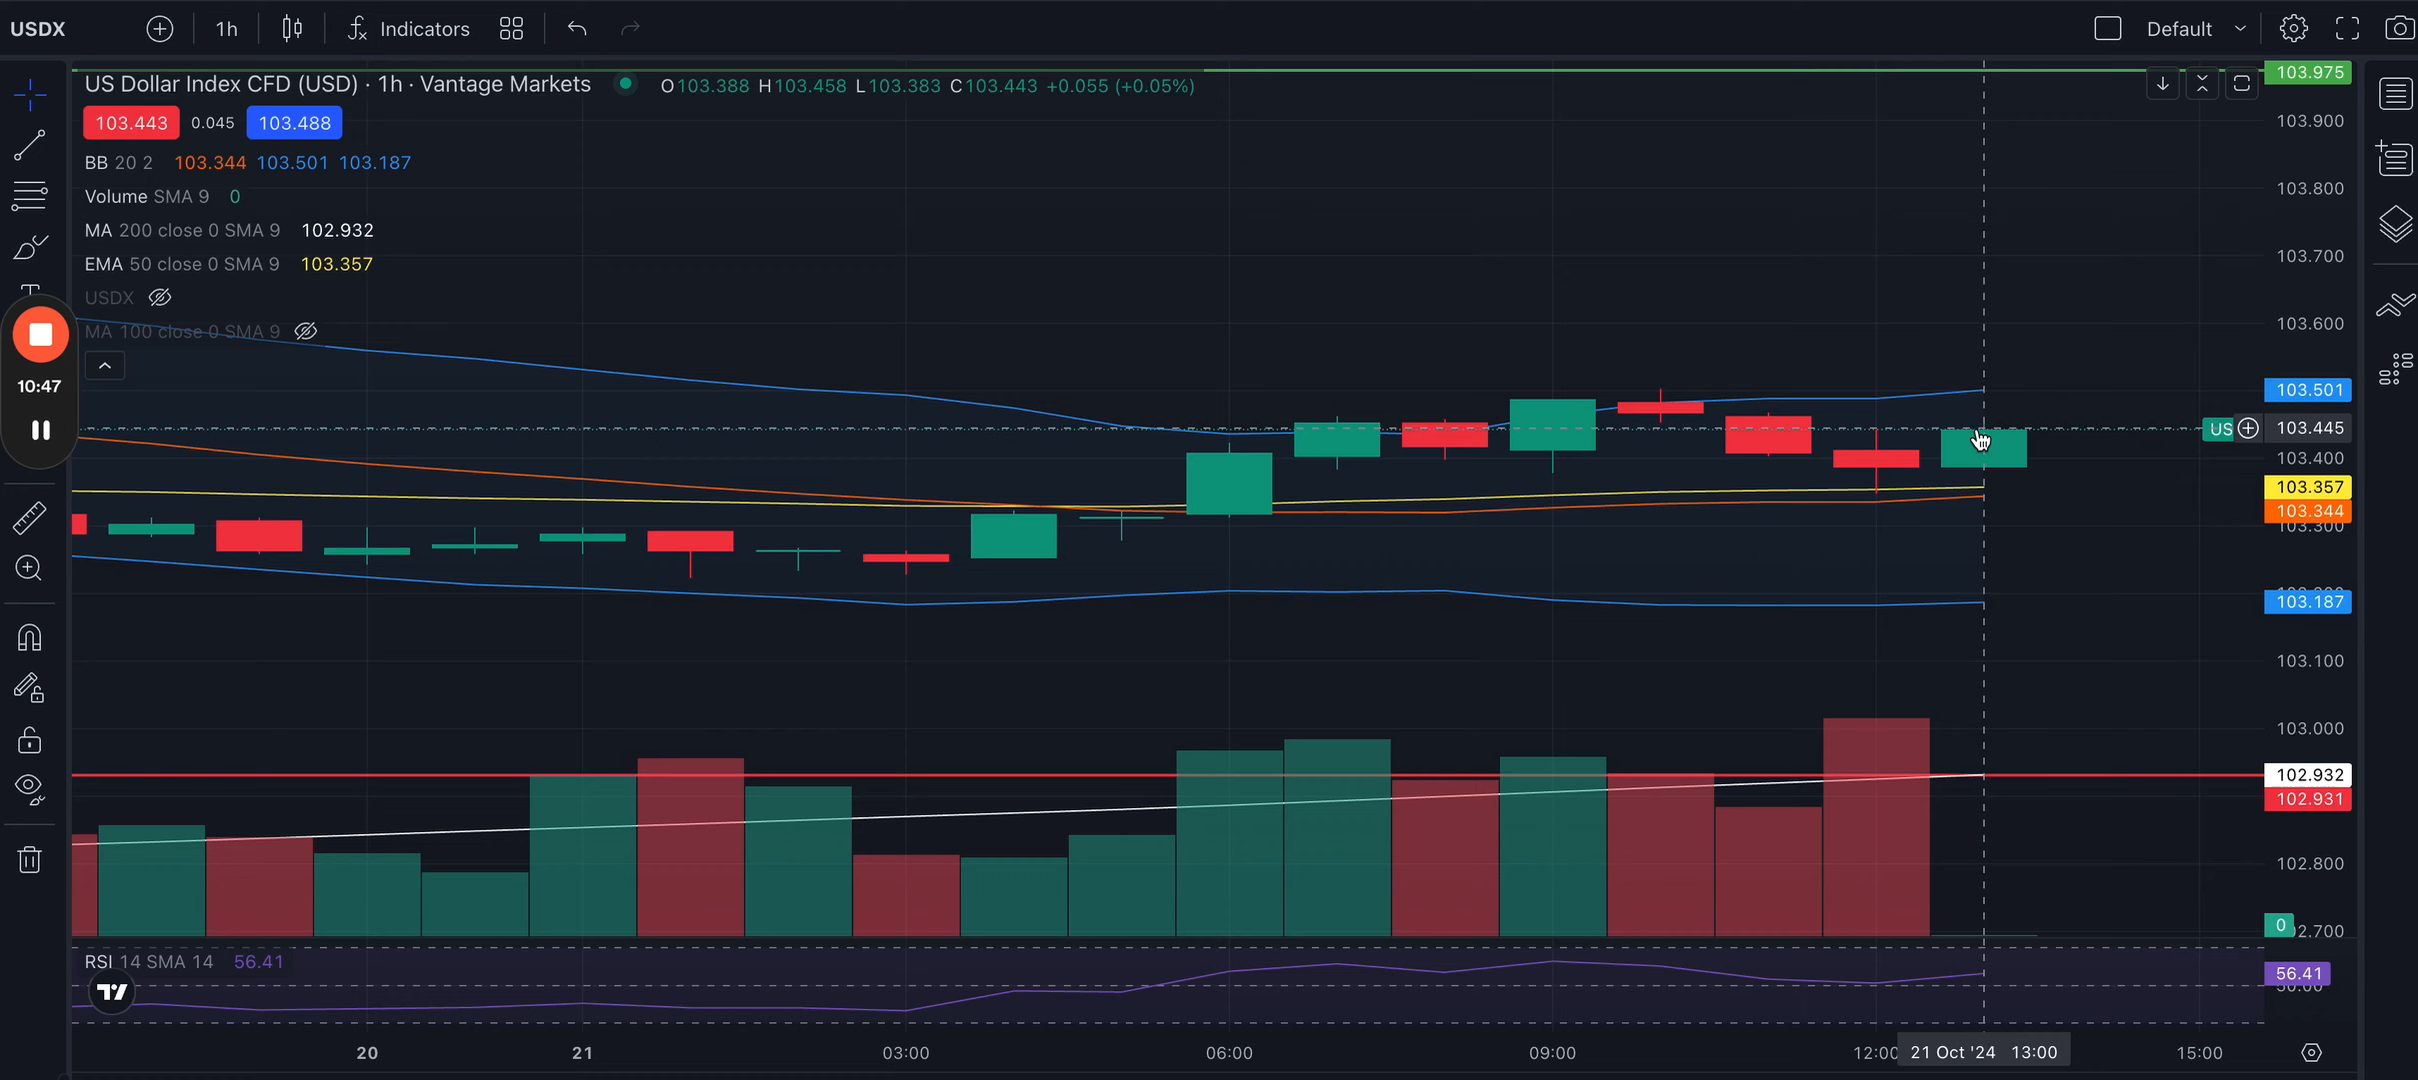 USDX 1h Indicators Default
US Dollar Index CFD (USD) · 1h · Vantage Markets O103.388 H103.458 L103.383 C103.443 +0.055 (+0.05%)
103.443 0.045 103.488
BB 20 2 103.344 103.501 103.187
Volume SMA 9 0
MA 200 close 0 SMA 9 102.932
EMA 50 close 0 SMA 9 103.357
USDX
MA 100 close 0 SMA 9
10:47
103.975
103.900
103.800
103.700
103.600
103.501
US 103.445
103.400
103.357
103.344
103.300
103.187
103.100
103.000
102.932
102.931
102.800
0 2.700
RSI 14 SMA 14 56.41
56.41
50.00
20 21 03:00 06:00 09:00 12:00 21 Oct '24 13:00 15:00